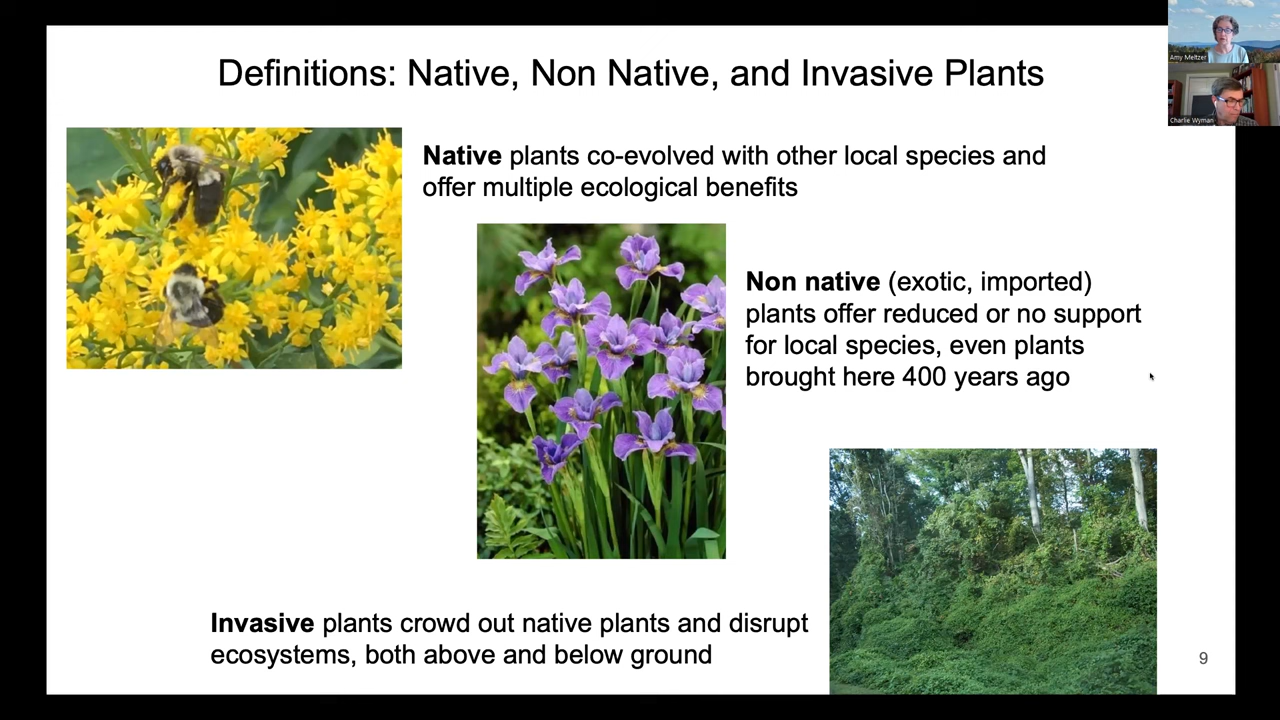 Definitions: Native, Non Native, and Invasive Plants
Amy Meltzer
Charlie Wyman
Native plants co-evolved with other local species and
offer multiple ecological benefits
Non native (exotic, imported)
plants offer reduced or no support
for local species, even plants
brought here 400 years ago
Invasive plants crowd out native plants and disrupt
ecosystems, both above and below ground
9